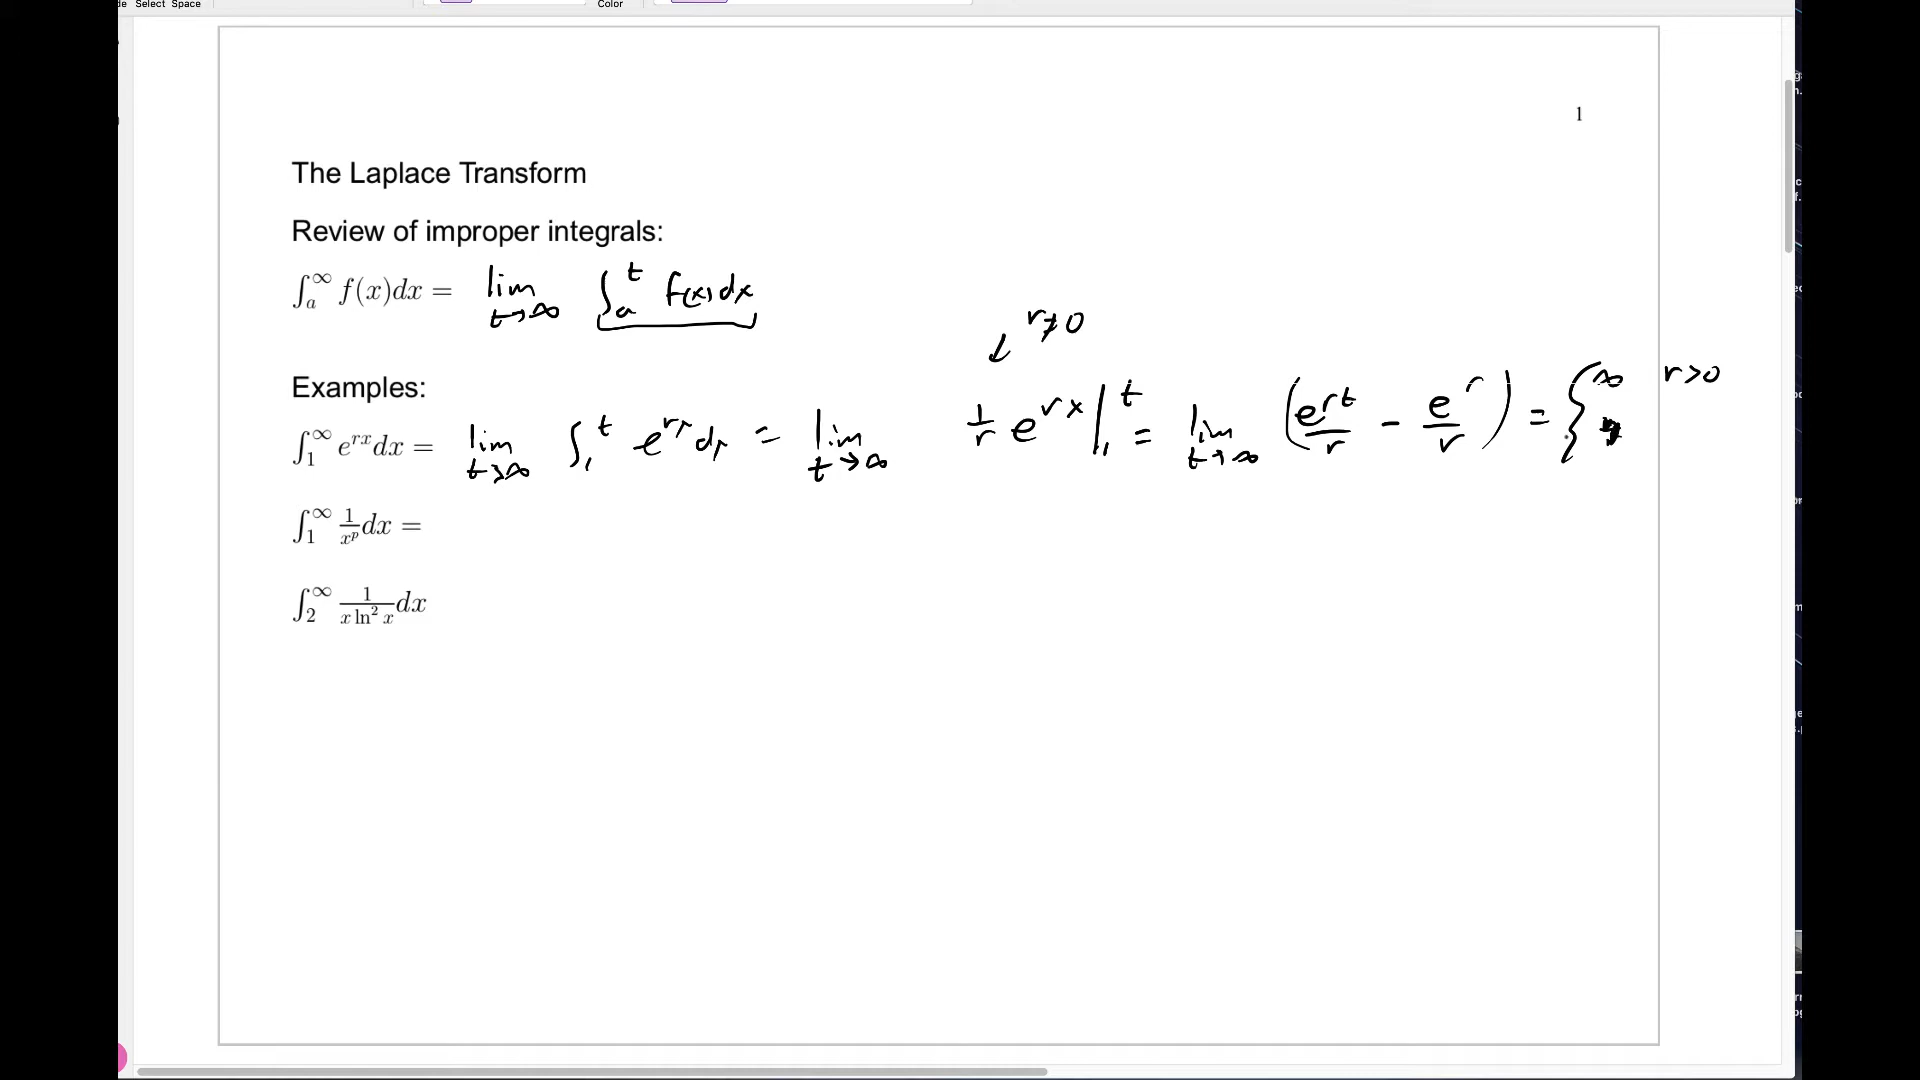 Select Space
Color
1
The Laplace Transform
Review of improper integrals:
∫_a^∞ f(x)dx = lim_{t→∞} ∫_a^t f(x)dx
r≠0
Examples:
∫_1^∞ e^{rx}dx = lim_{t→∞} ∫_1^t e^{rx}dx = lim_{t→∞} 1/r e^{rx} |_1^t = lim_{t→∞} (e^{rt}/r - e^r/r) = { ∞ r>0
∫_1^∞ 1/x^p dx =
∫_2^∞ 1/(x ln² x) dx